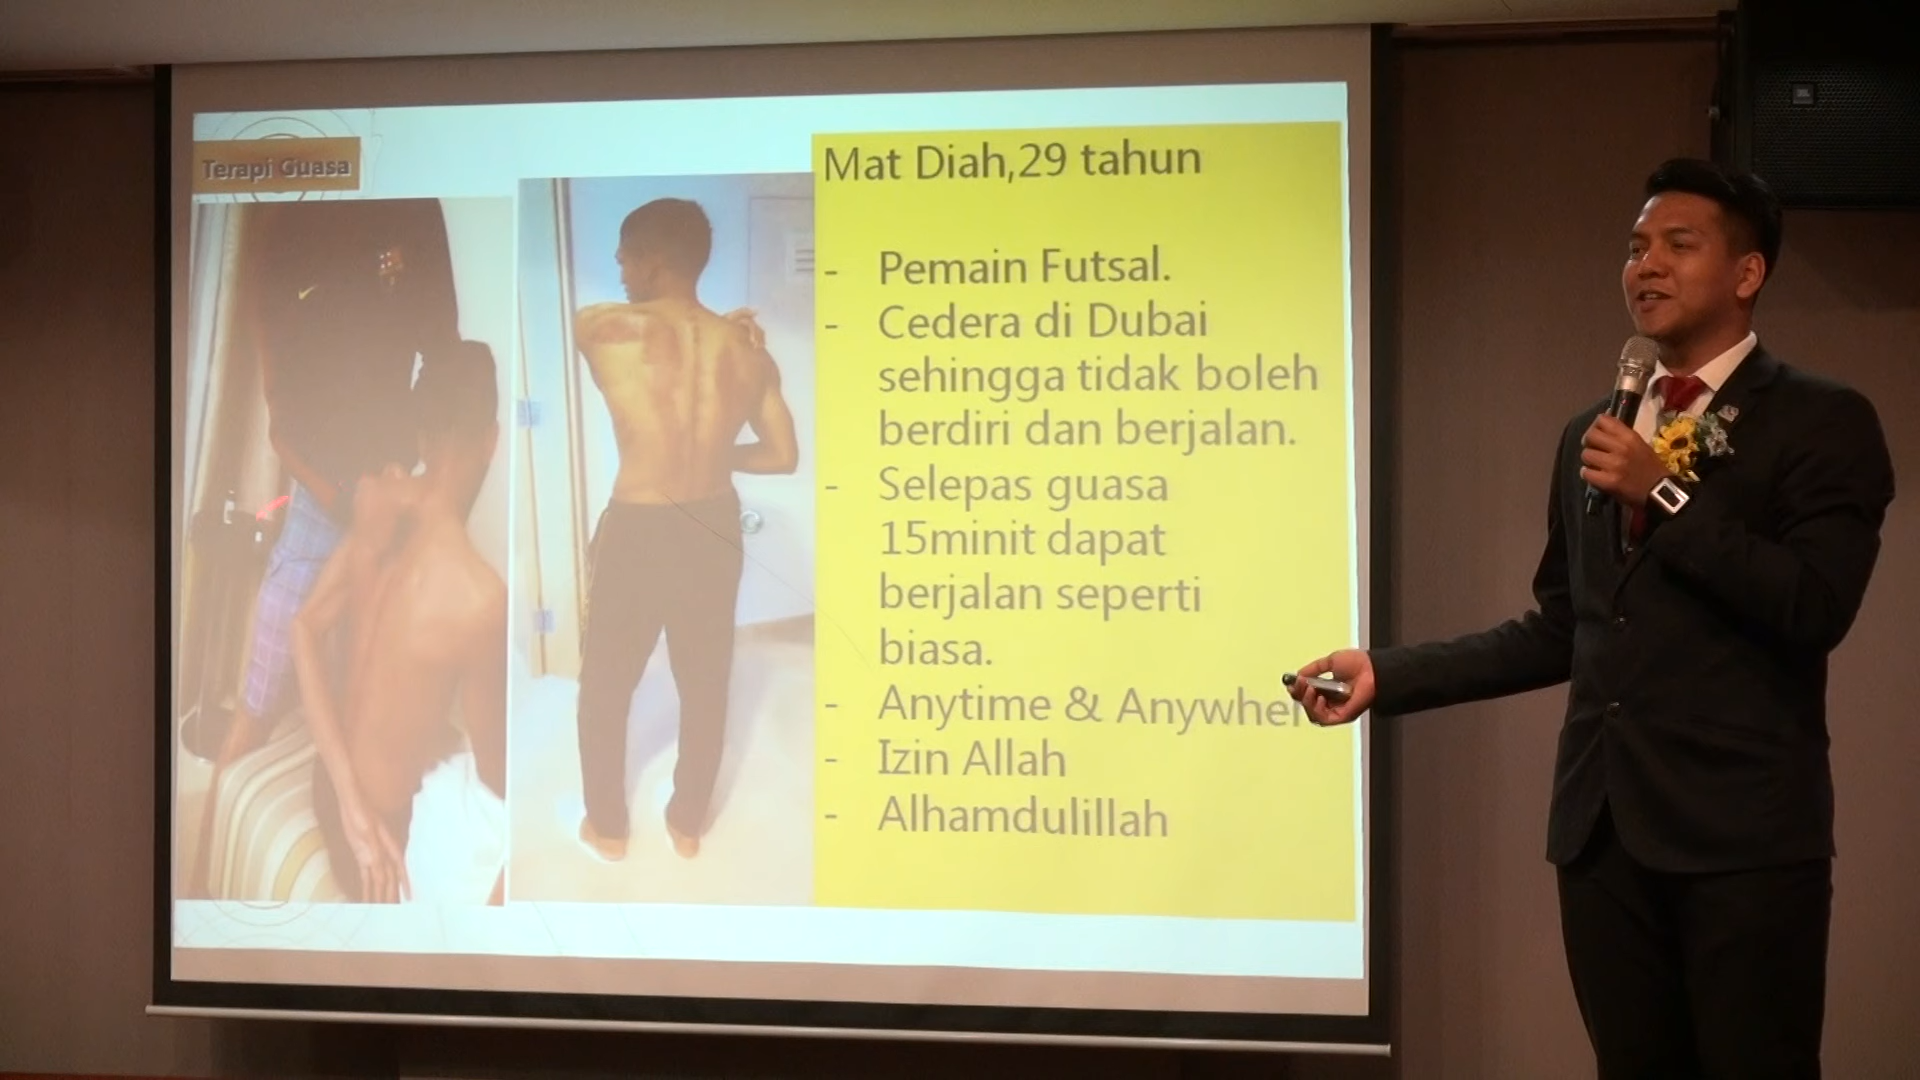 Terapi Guasa
Mat Diah,29 tahun
- Pemain Futsal.
- Cedera di Dubai
sehingga tidak boleh
berdiri dan berjalan.
- Selepas guasa
15minit dapat
berjalan seperti
biasa.
- Anytime & Anywher
- Izin Allah
- Alhamdulillah
JBL